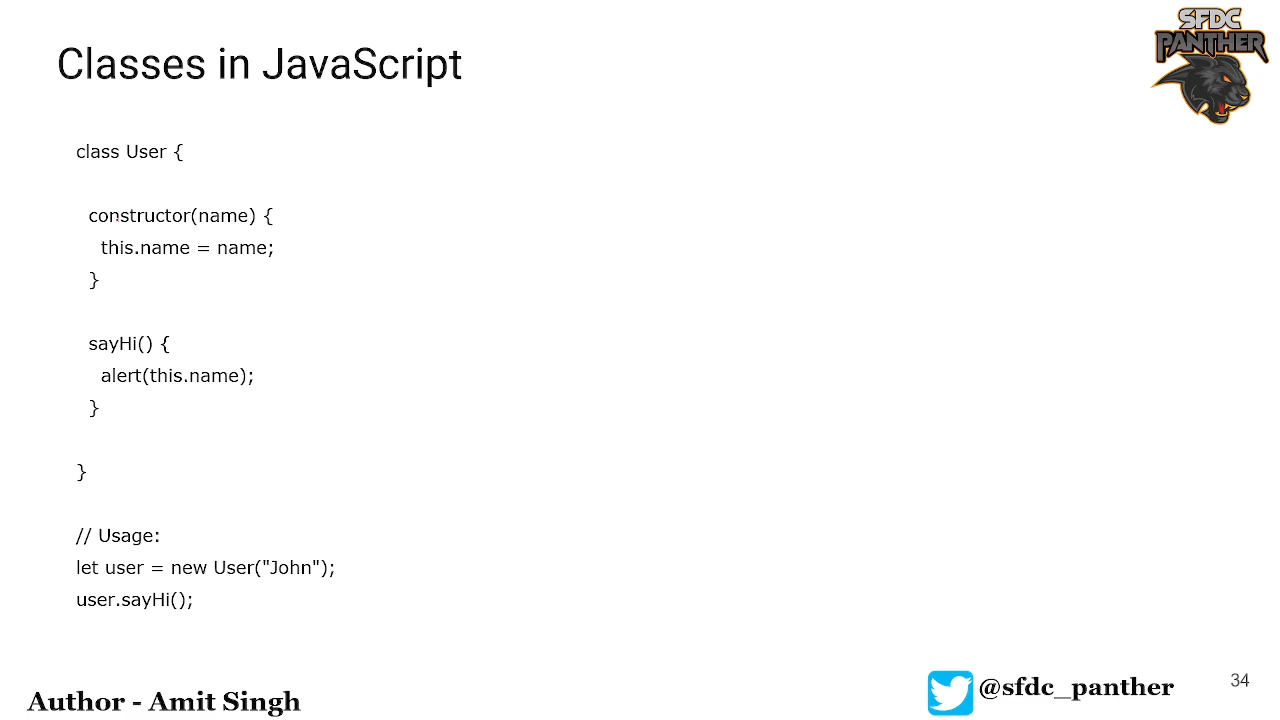 SFDC
PANTHER
Classes in JavaScript
class User {
constructor(name) {
this.name = name;
}
sayHi() {
alert(this.name);
}
}
// Usage:
let user = new User("John");
user.sayHi();
Author - Amit Singh
@sfdc_panther
34